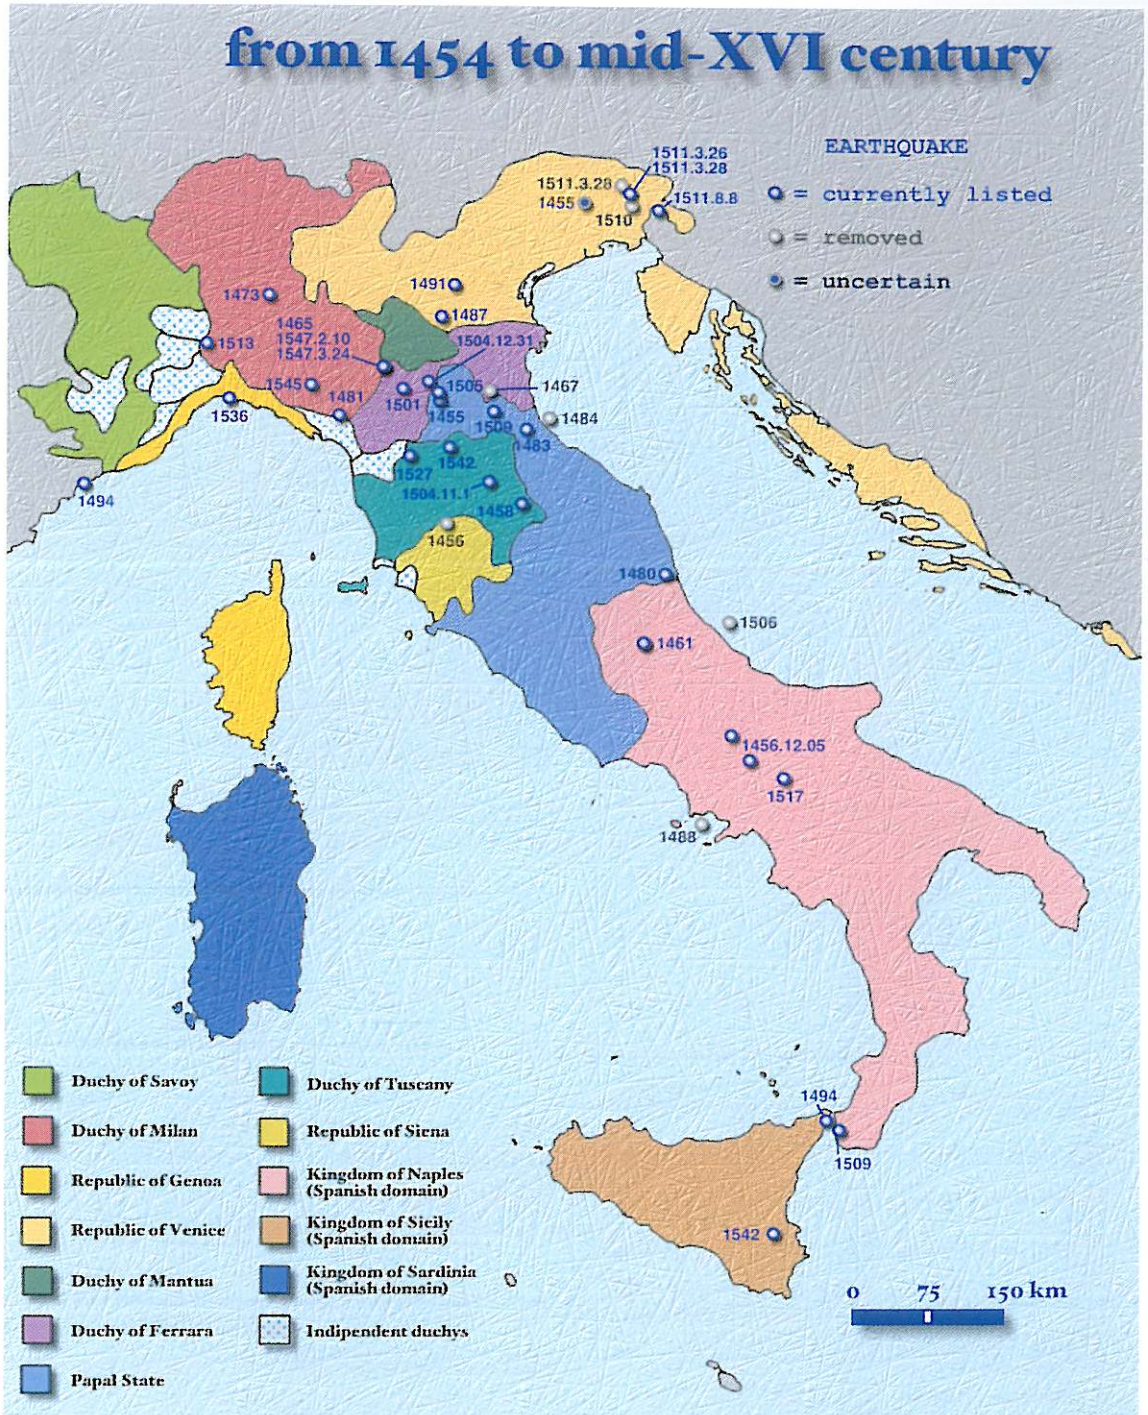 from 1454 to mid-XVI century
EARTHQUAKE
= currently listed
= removed
= uncertain
1511.3.26
1511.3.28
1511.3.28
1455
1510
1511.8.8
1473
1491
1487
1465
1547.2.10
1547.3.24
1504.12.31
1513
1545
1481
1501
1505
1455
1467
1509
1484
1483
1536
1527
1542
1494
1504.11.1
1458
1456
1480
1506
1461
1456.12.05
1517
1488
1494
1509
1542
Duchy of Savoy
Duchy of Milan
Republic of Genoa
Republic of Venice
Duchy of Mantua
Duchy of Ferrara
Papal State
Duchy of Tuscany
Republic of Siena
Kingdom of Naples
(Spanish domain)
Kingdom of Sicily
(Spanish domain)
Kingdom of Sardinia
(Spanish domain)
Indipendent duchys
0 75 150 km